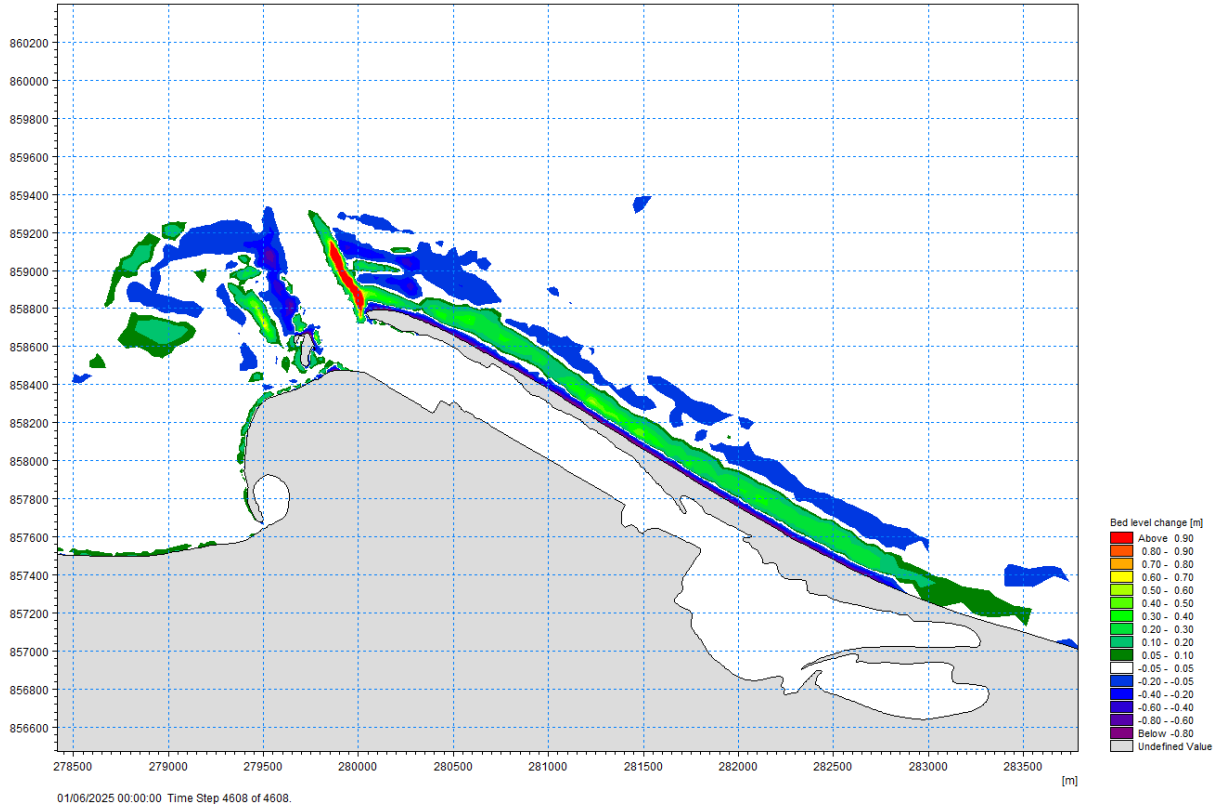 860200
860000
859800
859600
859400
859200
859000
858800
858600
858400
858200
858000
857800
857600
857400
857200
857000
856800
856600
278500 279000 279500 280000 280500 281000 281500 282000 282500 283000 283500
[m]
01/06/2025 00:00:00 Time Step 4608 of 4608.
Bed level change [m]
Above 0.90
0.80 - 0.90
0.70 - 0.80
0.60 - 0.70
0.50 - 0.60
0.40 - 0.50
0.30 - 0.40
0.20 - 0.30
0.10 - 0.20
0.05 - 0.10
-0.05 - 0.05
-0.20 - -0.05
-0.40 - -0.20
-0.60 - -0.40
-0.80 - -0.60
Below -0.80
Undefined Value